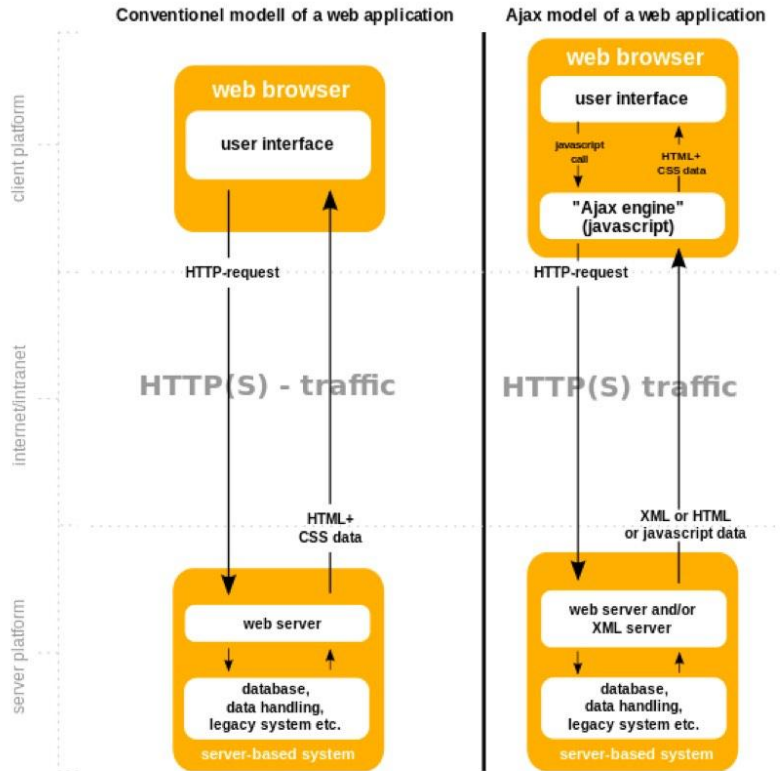 Conventionel modell of a web application
web browser
user interface
HTTP-request
HTTP(S) - traffic
HTML+
CSS data
web server
database,
data handling,
legacy system etc.
server-based system
Ajax model of a web application
web browser
user interface
javascript
call
HTML+
CSS data
"Ajax engine"
(javascript)
HTTP-request
HTTP(S) traffic
XML or HTML
or javascript data
web server and/or
XML server
database,
data handling,
legacy system etc.
server-based system
client platform
internet/intranet
server platform